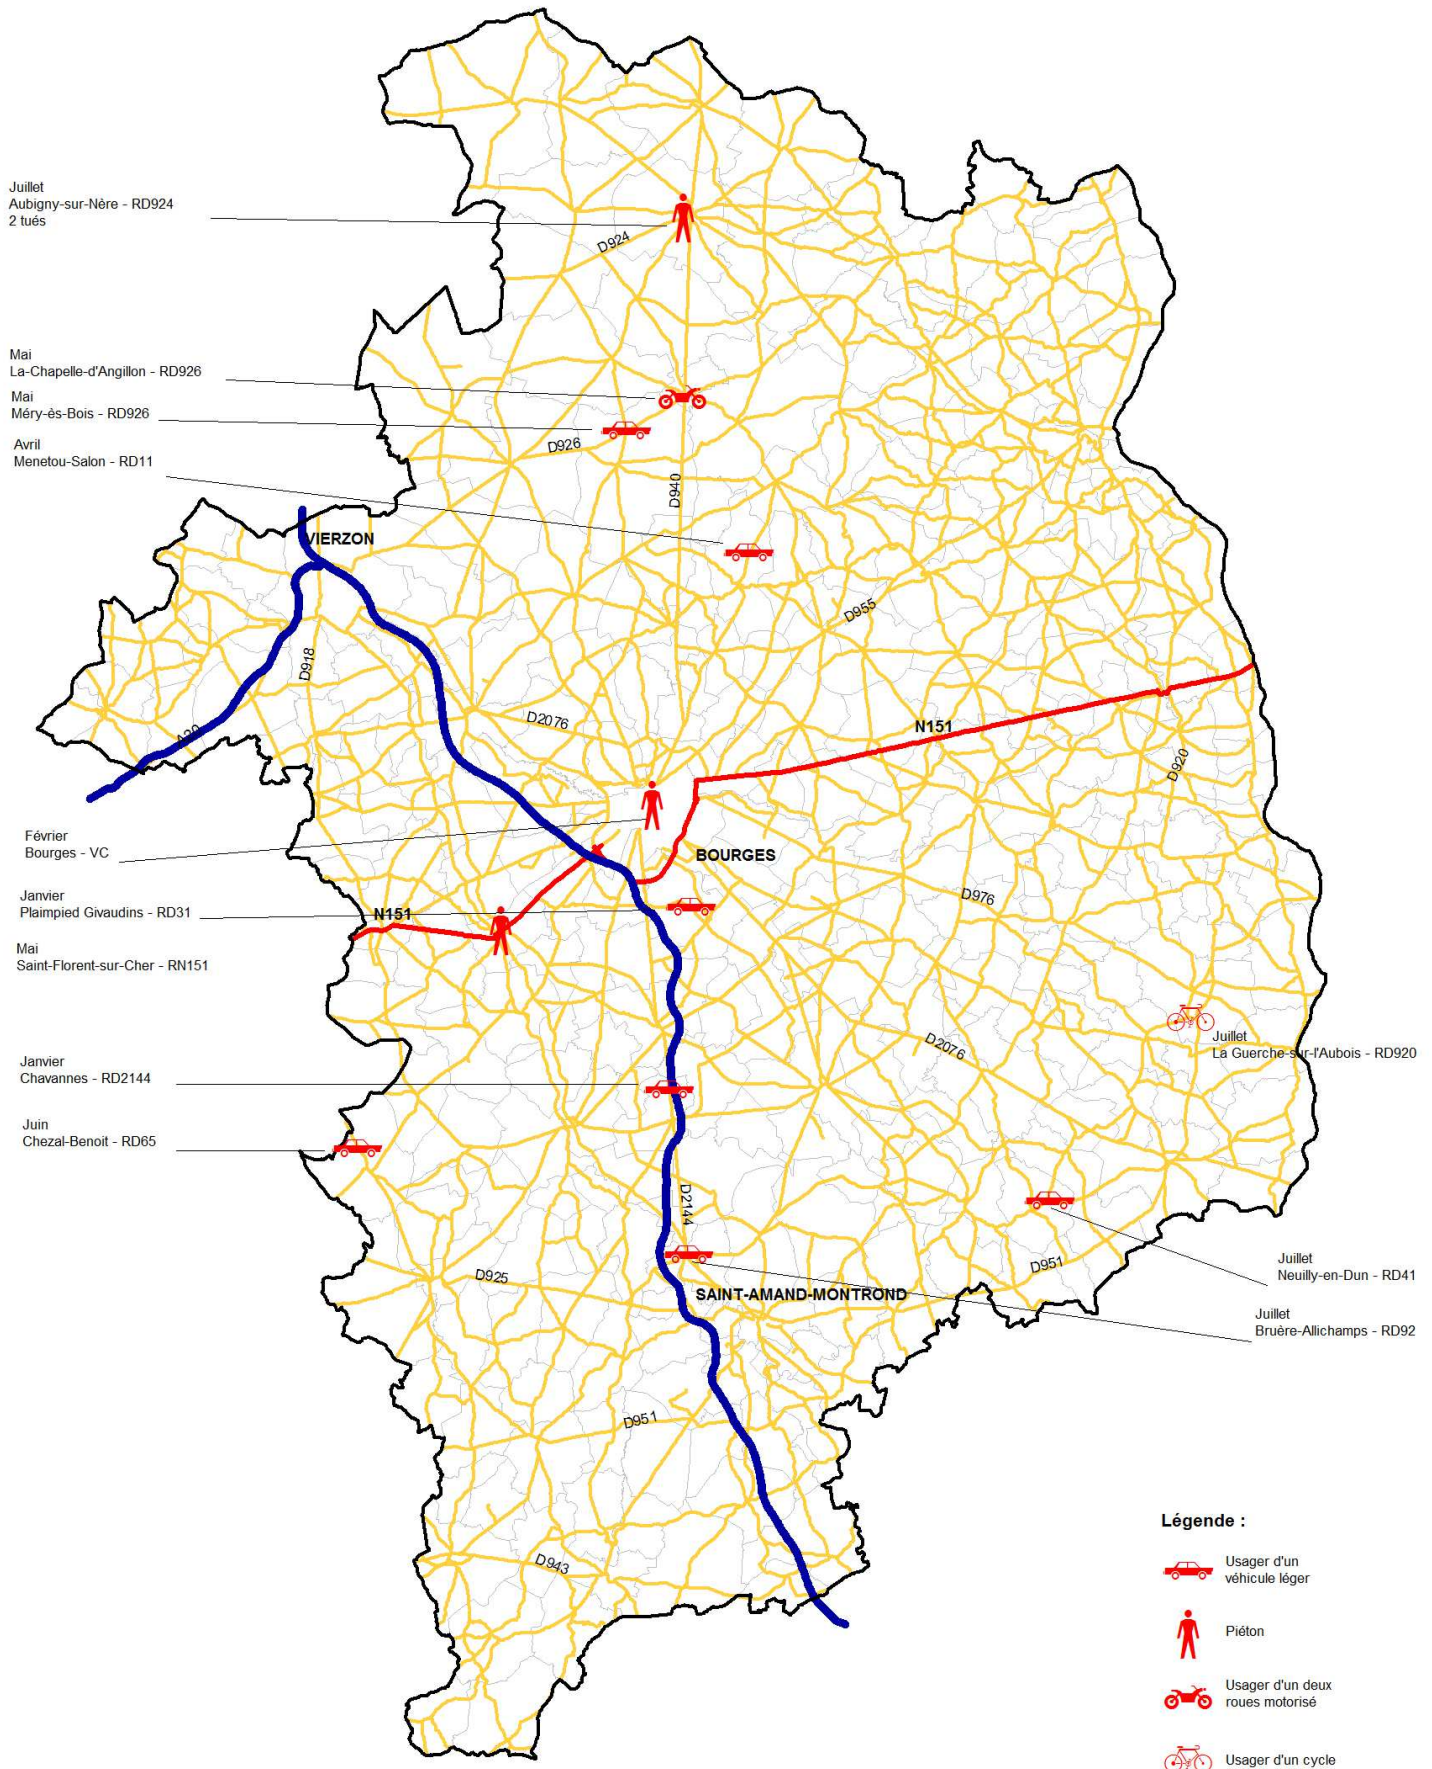 Juillet
Aubigny-sur-Nère - RD924
2 tués
D924
Mai
La-Chapelle-d'Angillon - RD926
Mai
Méry-ès-Bois - RD926
Avril
Menetou-Salon - RD11
D926
D940
VIERZON
D955
D918
D2076
A20
N151
D920
Février
Bourges - VC
BOURGES
Janvier
Plaimpied Givaudins - RD31
D976
N151
Mai
Saint-Florent-sur-Cher - RN151
Juillet
La Guerche-sur-l'Aubois - RD920
D2076
Janvier
Chavannes - RD2144
Juin
Chezal-Benoit - RD65
D2144
D951
Juillet
Neuilly-en-Dun - RD41
D925
SAINT-AMAND-MONTROND
Juillet
Bruère-Allichamps - RD92
D951
D943
Légende :
Usager d'un
véhicule léger
Piéton
Usager d'un deux
roues motorisé
Usager d'un cycle